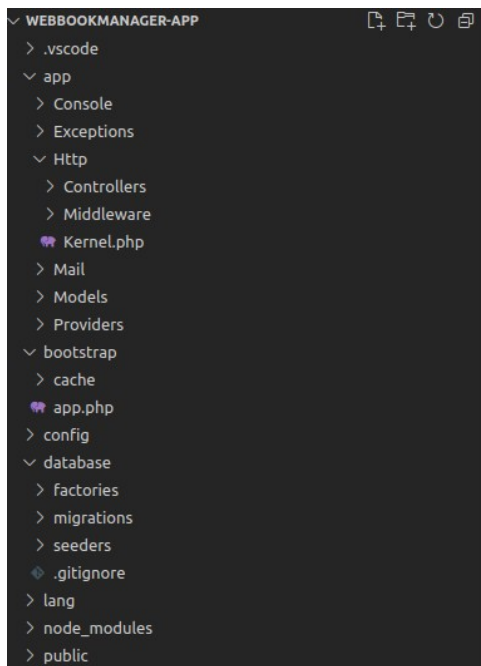 WEBBOOKMANAGER-APP
.vscode
app
Console
Exceptions
Http
Controllers
Middleware
Kernel.php
Mail
Models
Providers
bootstrap
cache
app.php
config
database
factories
migrations
seeders
.gitignore
lang
node_modules
public